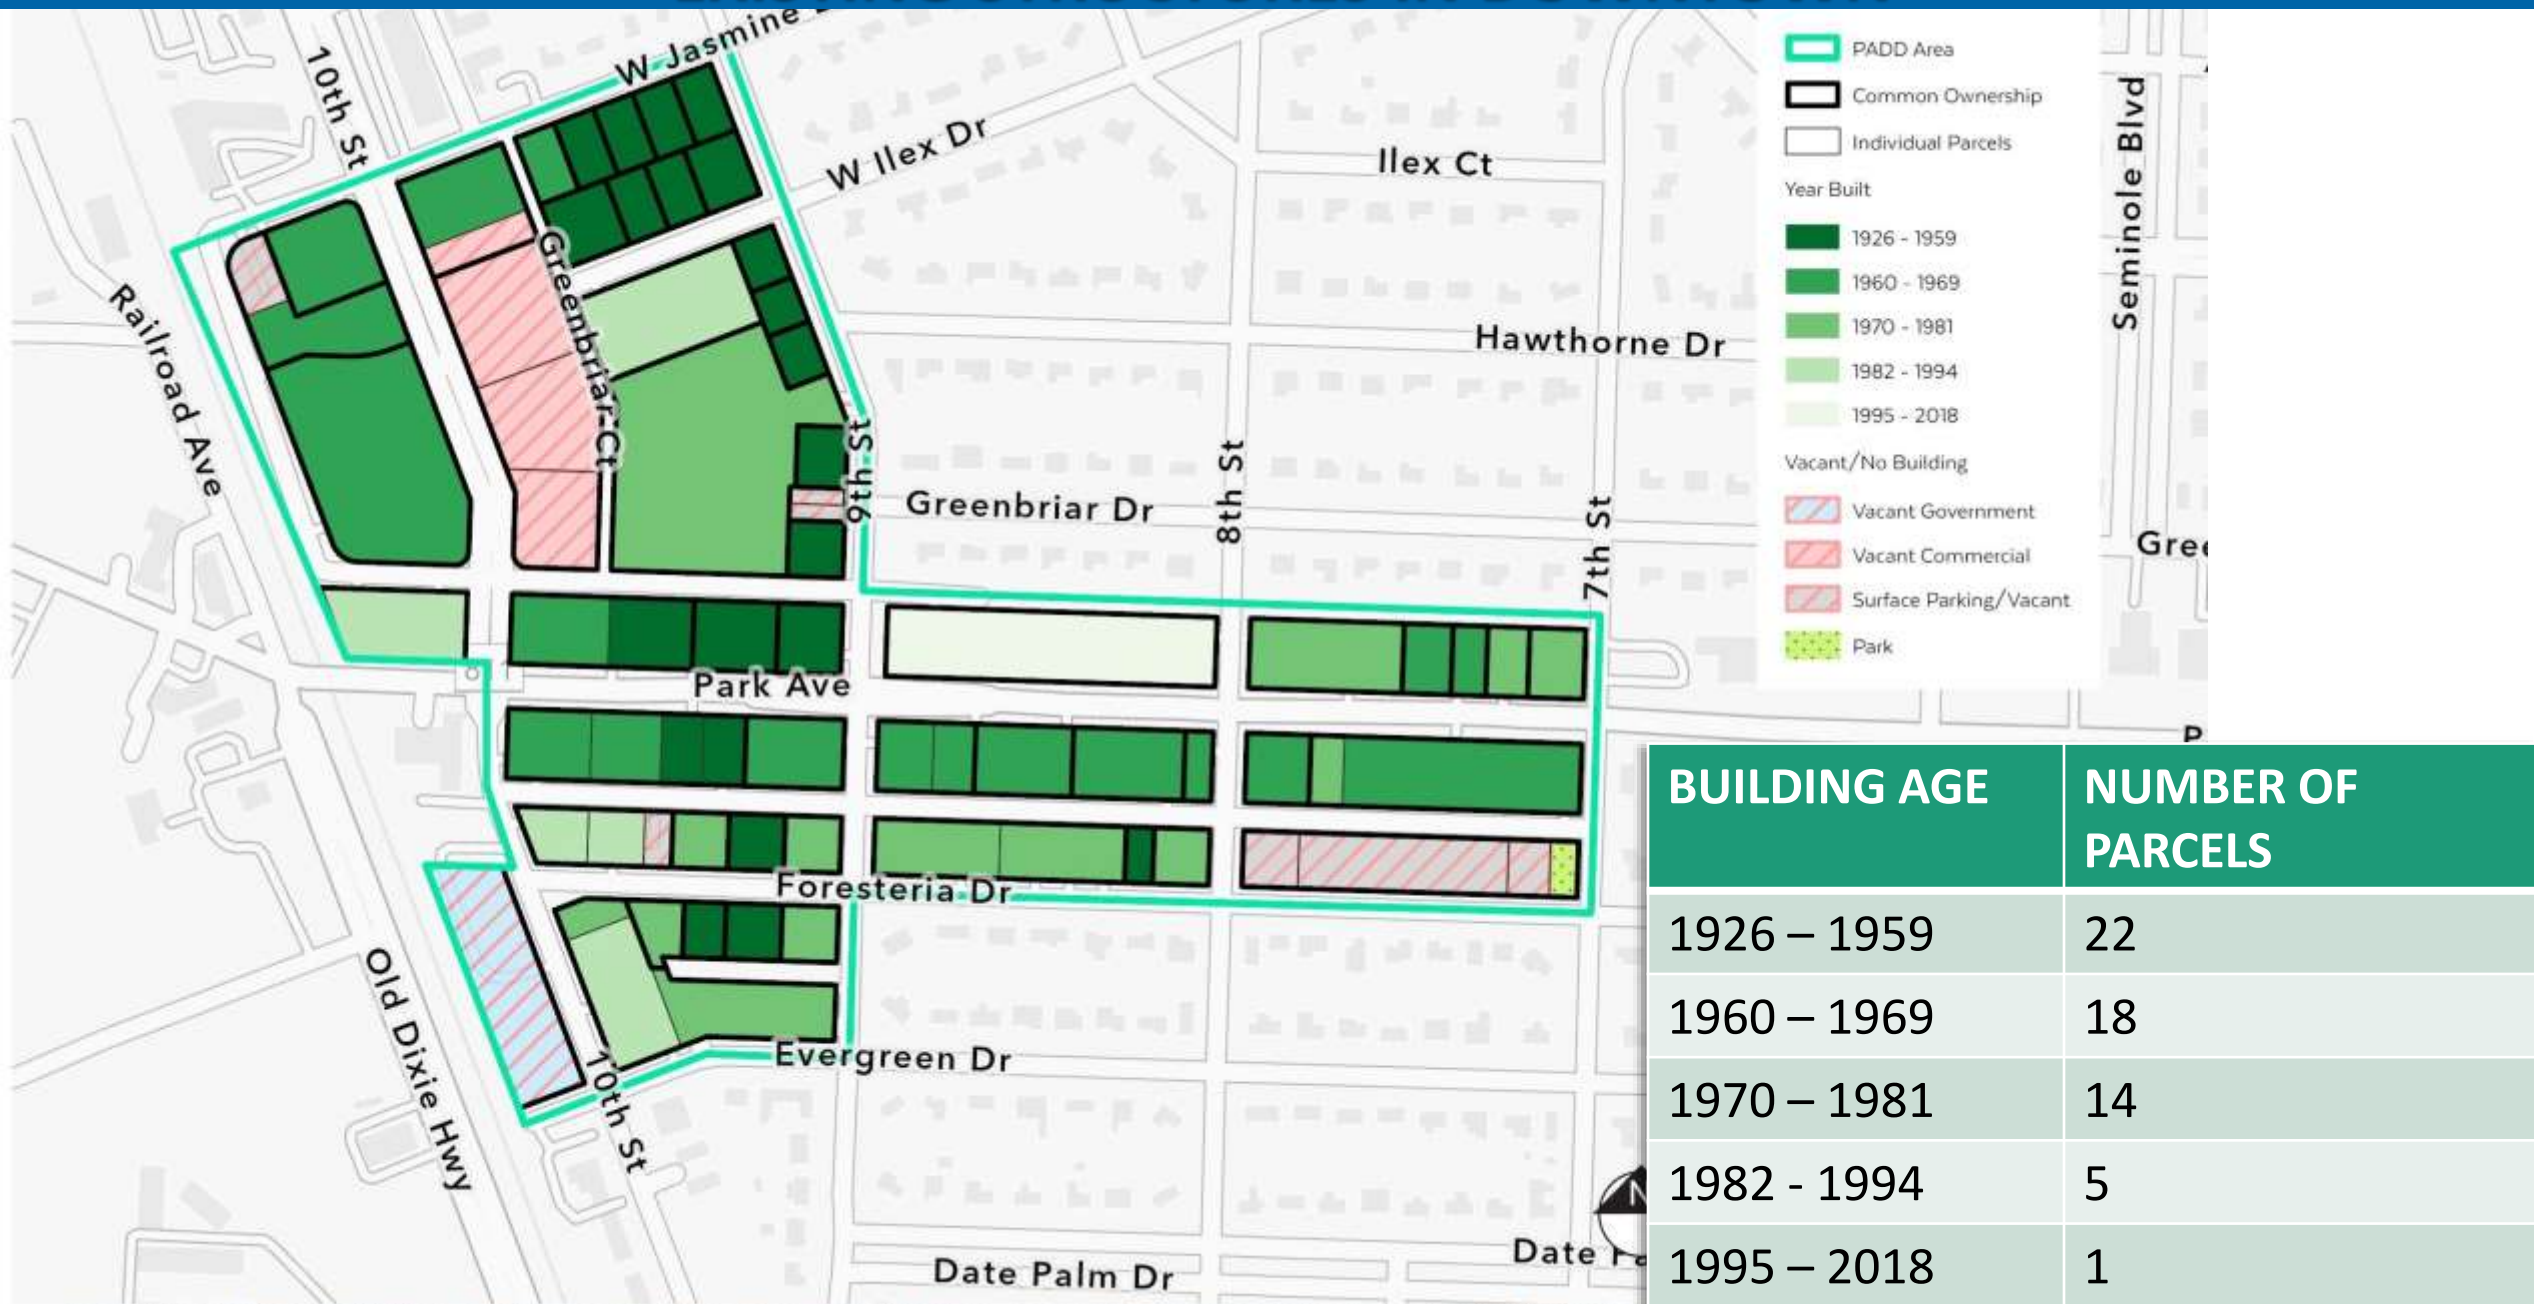 W Jasmine
10th St
W Ilex Dr
Ilex Ct
Railroad Ave
Greenbriar Ct
Hawthorne Dr
9th St
Greenbriar Dr
8th St
7th St
Seminole Blvd
Gree
Park Ave
P
Foresteria Dr
Old Dixie Hwy
Evergreen Dr
10th St
Date Palm Dr
Date Pa
N
PADD Area
Common Ownership
Individual Parcels
Year Built
1926 - 1959
1960 - 1969
1970 - 1981
1982 - 1994
1995 - 2018
Vacant/No Building
Vacant Government
Vacant Commercial
Surface Parking/Vacant
Park
BUILDING AGE
NUMBER OF
PARCELS
1926 – 1959
22
1960 – 1969
18
1970 – 1981
14
1982 - 1994
5
1995 – 2018
1